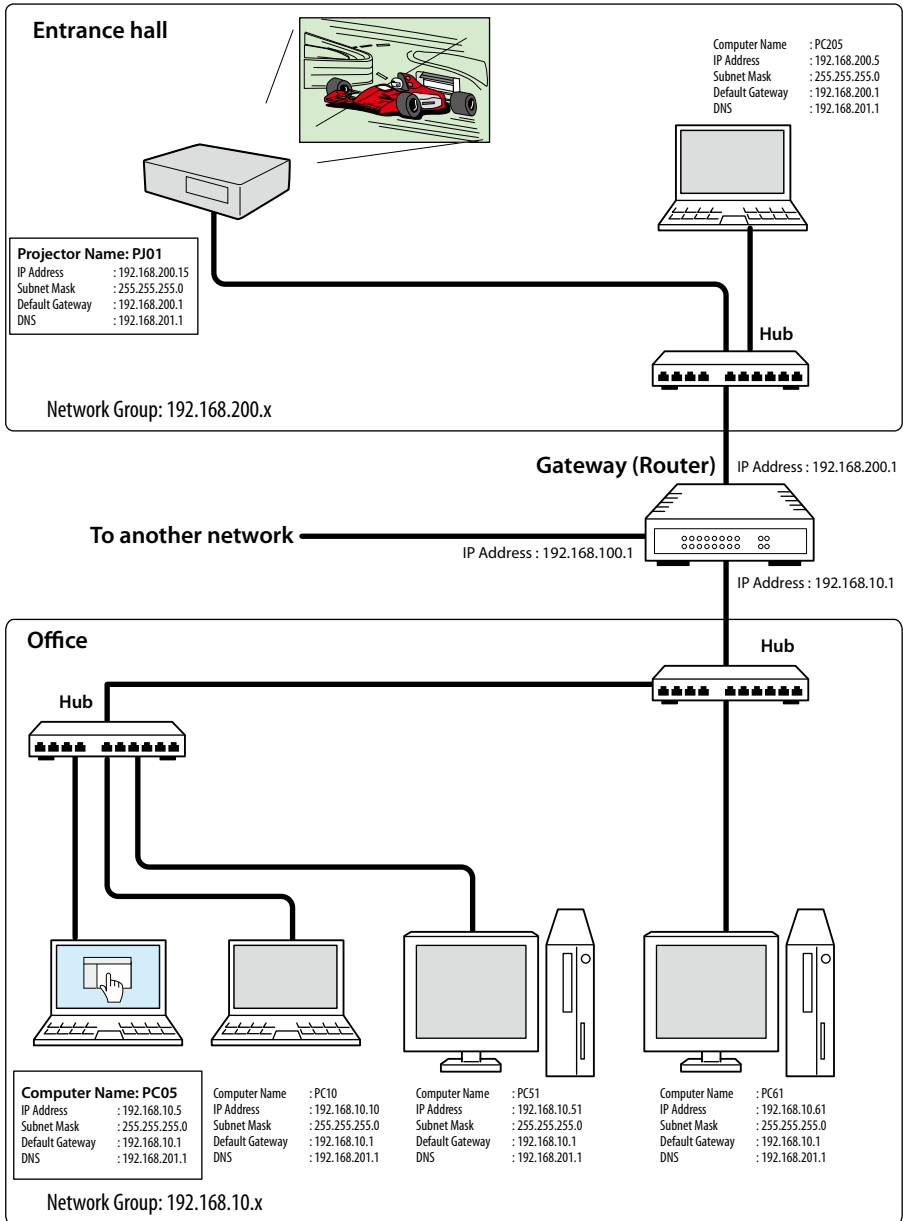 Entrance hall
Computer Name : PC205
IP Address : 192.168.200.5
Subnet Mask : 255.255.255.0
Default Gateway : 192.168.200.1
DNS : 192.168.201.1
Projector Name: PJ01
IP Address : 192.168.200.15
Subnet Mask : 255.255.255.0
Default Gateway : 192.168.200.1
DNS : 192.168.201.1
Hub
Network Group: 192.168.200.x
Gateway (Router)
IP Address : 192.168.200.1
To another network
IP Address : 192.168.100.1
IP Address : 192.168.10.1
Office
Hub
Hub
Computer Name: PC05
IP Address : 192.168.10.5
Subnet Mask : 255.255.255.0
Default Gateway : 192.168.10.1
DNS : 192.168.201.1
Computer Name : PC10
IP Address : 192.168.10.10
Subnet Mask : 255.255.255.0
Default Gateway : 192.168.10.1
DNS : 192.168.201.1
Computer Name : PC51
IP Address : 192.168.10.51
Subnet Mask : 255.255.255.0
Default Gateway : 192.168.10.1
DNS : 192.168.201.1
Computer Name : PC61
IP Address : 192.168.10.61
Subnet Mask : 255.255.255.0
Default Gateway : 192.168.10.1
DNS : 192.168.201.1
Network Group: 192.168.10.x